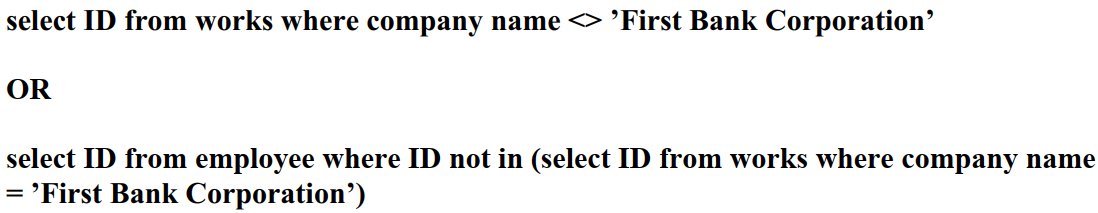 select ID from works where company name <> ’First Bank Corporation’
OR
select ID from employee where ID not in (select ID from works where company name
= ’First Bank Corporation’)